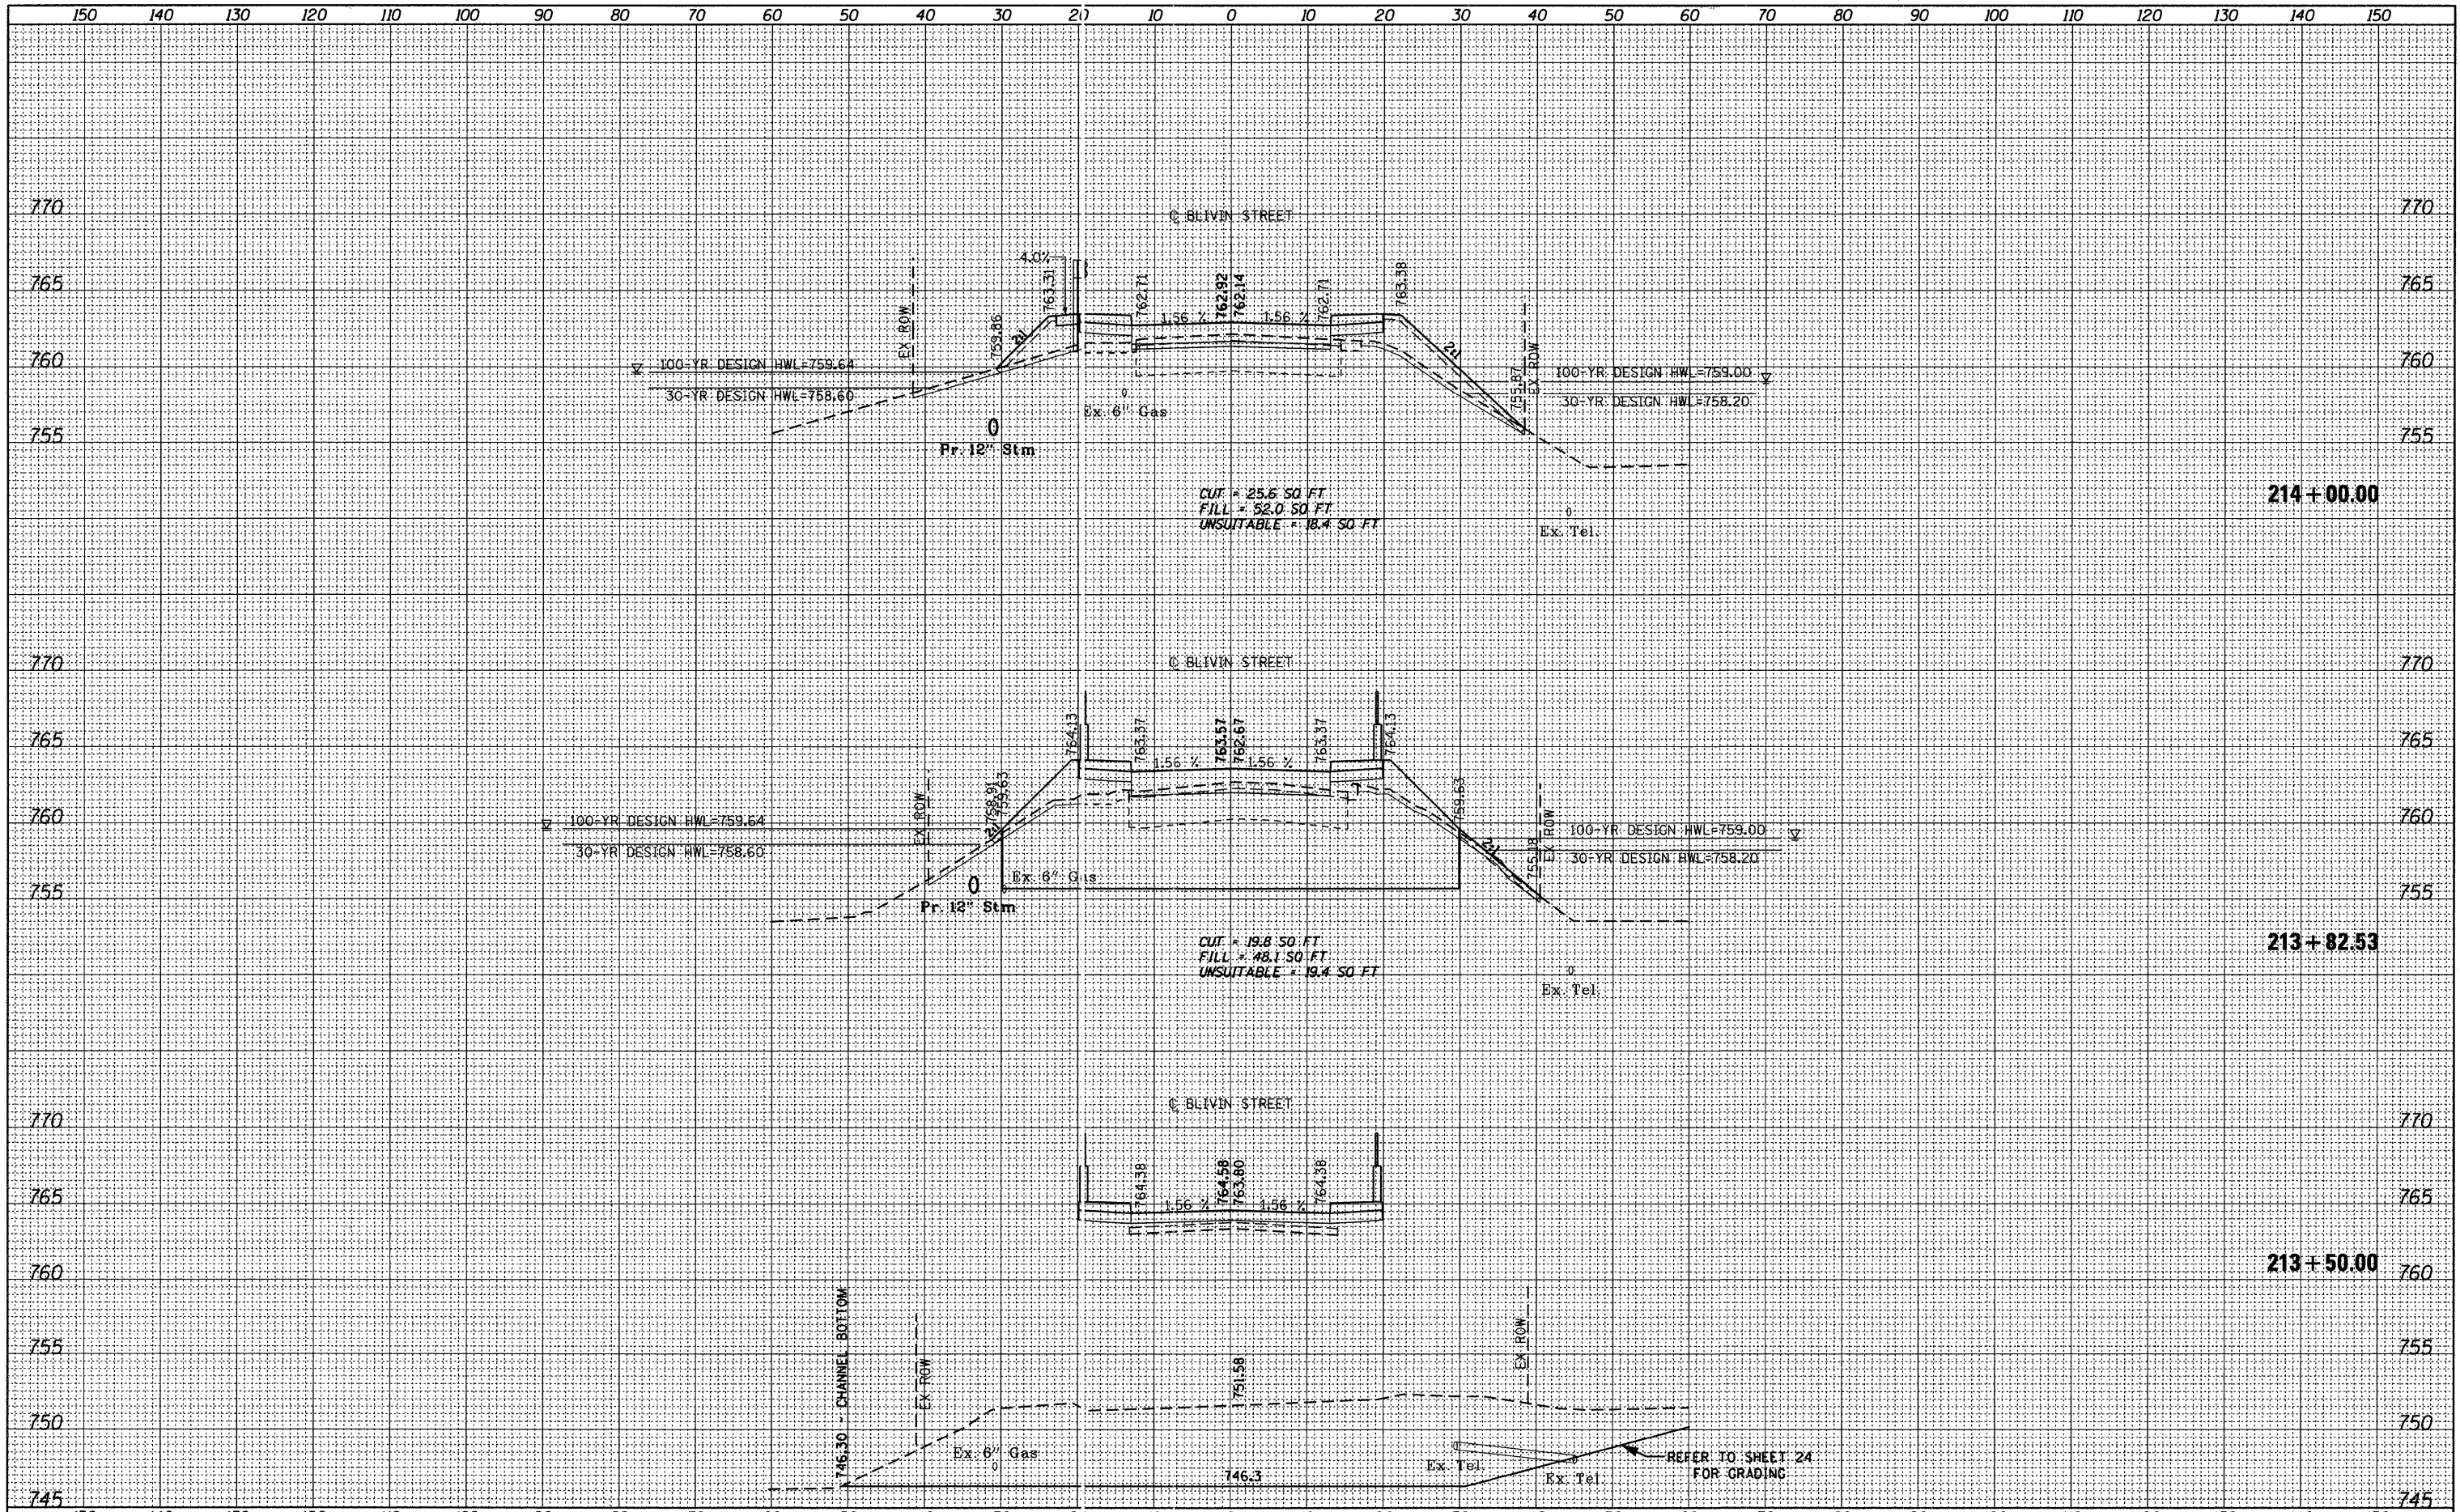 150 140 130 120 110 100 90 80 70 60 50 40 30 20 10 0 10 20 30 40 50 60 70 80 90 100 110 120 130 140 150
770 770
℄ BLIVIN STREET
4.0%
765 765
763.31 762.71 762.92 762.14 762.71 763.38
1.56 % 1.56 %
EX ROW 759.86 2:1 2:1 755.87 EX ROW
760 760
100-YR DESIGN HWL=759.64 100-YR DESIGN HWL=759.00
30-YR DESIGN HWL=758.60 30-YR DESIGN HWL=758.20
0 Ex. 6" Gas
755 0 755
Pr. 12" Stm
CUT = 25.6 SQ FT
FILL = 52.0 SQ FT
UNSUITABLE = 18.4 SQ FT
214+00.00
0
Ex. Tel.
770 770
℄ BLIVIN STREET
765 765
764.13 763.37 763.57 762.67 763.37 764.13
1.56 % 1.56 %
EX ROW 758.91 759.63 2:1 759.63 2:1 755.18 EX ROW
760 760
100-YR DESIGN HWL=759.64 100-YR DESIGN HWL=759.00
30-YR DESIGN HWL=758.60 30-YR DESIGN HWL=758.20
0 Ex. 6" Gas
755 755
Pr. 12" Stm
CUT = 19.8 SQ FT
FILL = 48.1 SQ FT
UNSUITABLE = 19.4 SQ FT
213+82.53
0
Ex. Tel.
770 770
℄ BLIVIN STREET
765 765
764.38 764.58 763.80 764.38
1.56 % 1.56 %
213+50.00
760 760
746.30 - CHANNEL BOTTOM
EX ROW EX ROW
755 755
751.58
750 750
Ex. 6" Gas
0
746.3
Ex. Tel.
Ex. Tel.
REFER TO SHEET 24
FOR GRADING
745 745